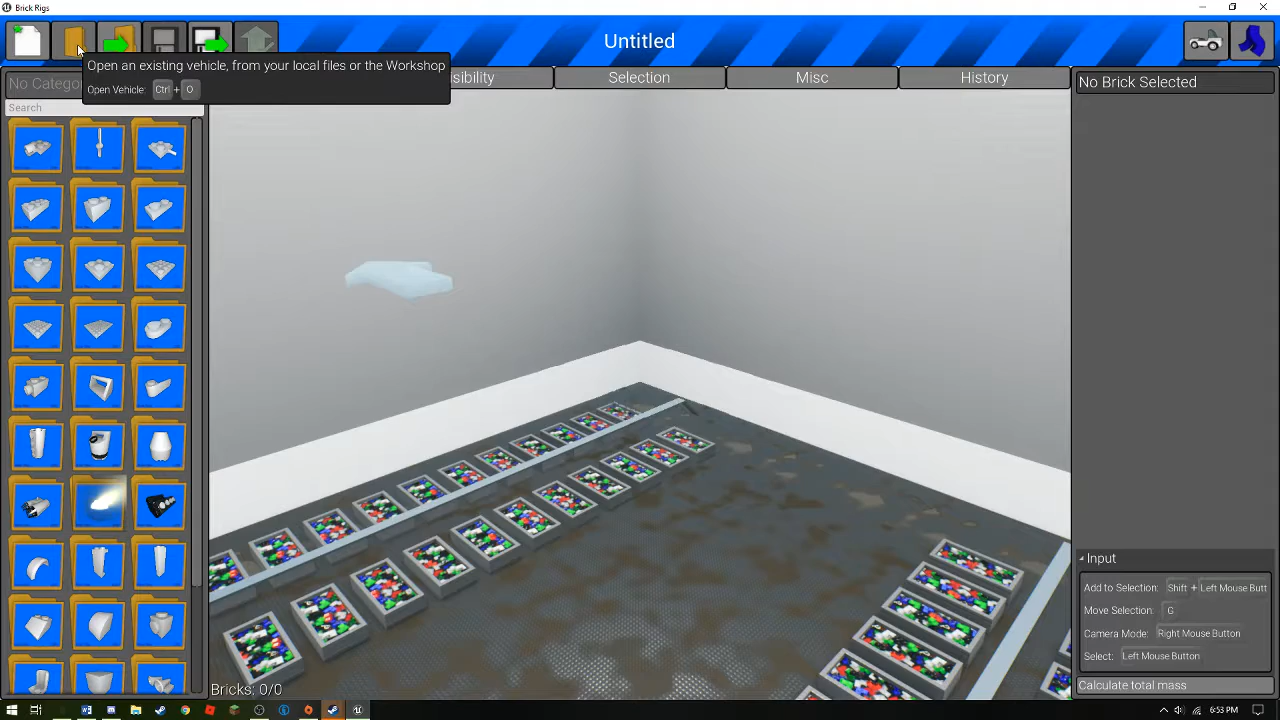 Brick Rigs
Untitled
Open an existing vehicle, from your local files or the Workshop
Open Vehicle: Ctrl + O
No Catego
sibility
Selection
Misc
History
No Brick Selected
Search
Input
Add to Selection: Shift + Left Mouse Butt
Move Selection: G
Camera Mode: Right Mouse Button
Select: Left Mouse Button
Bricks: 0/0
Calculate total mass
6:53 PM